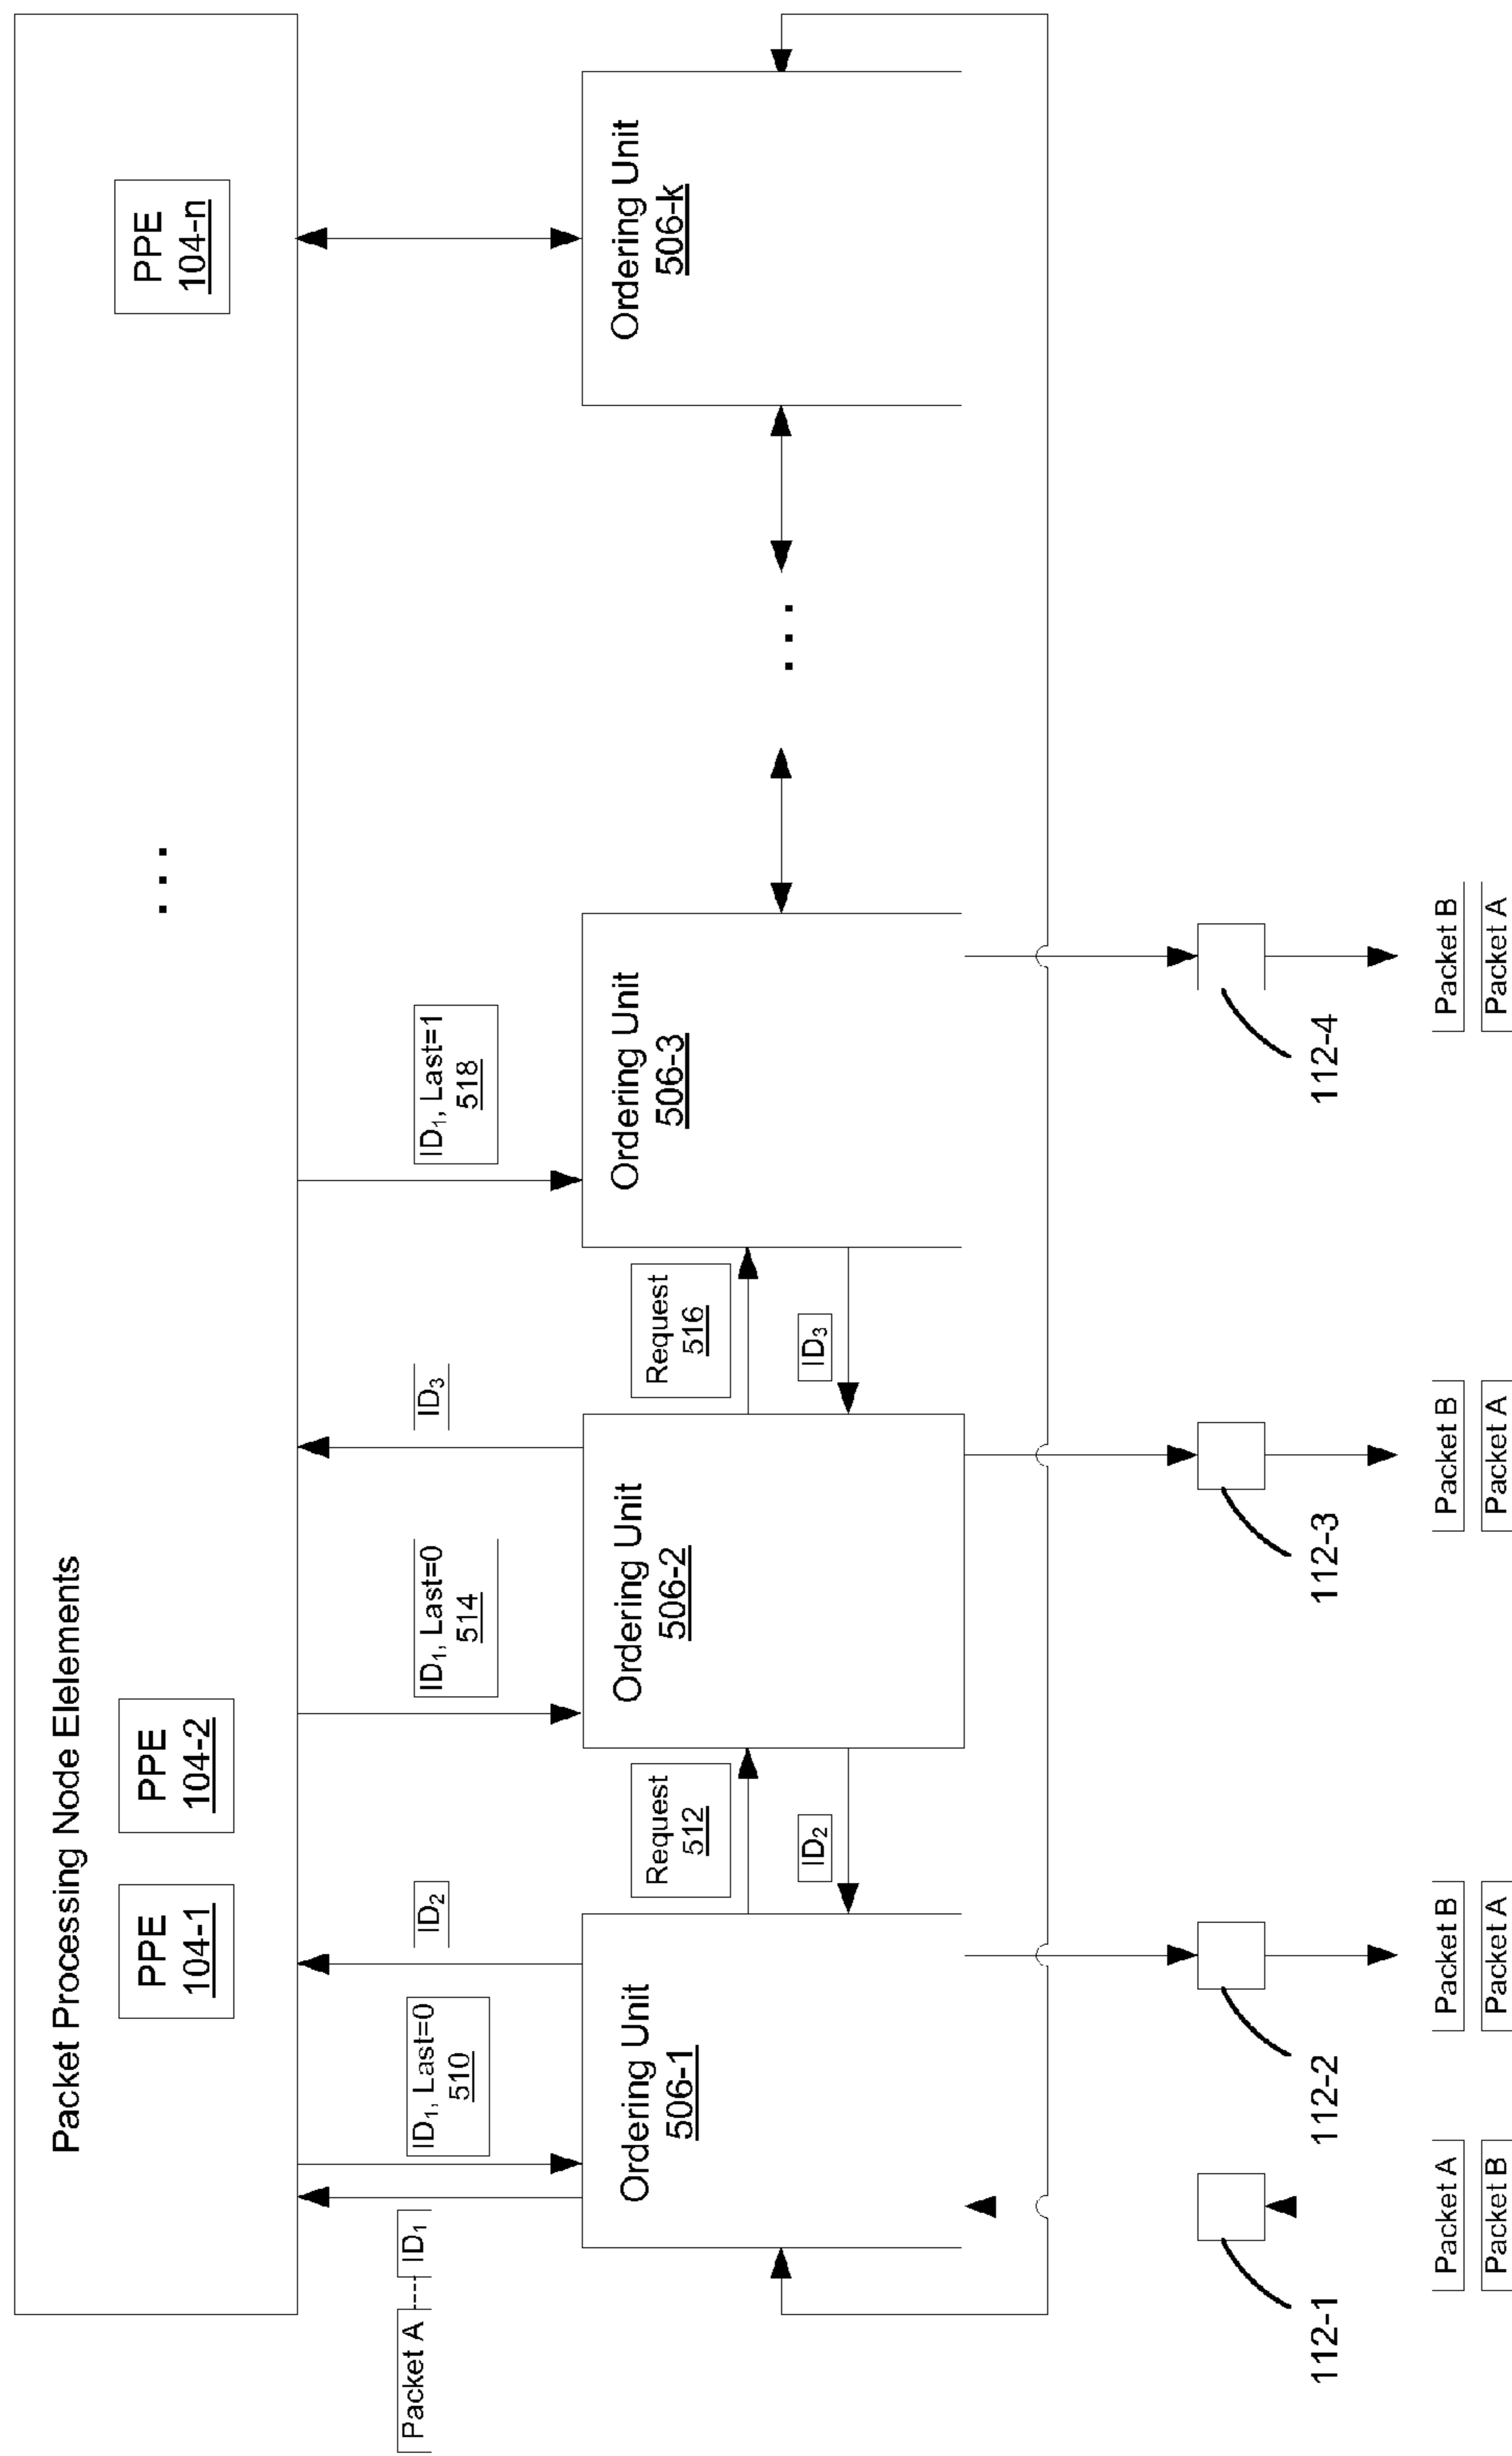 Packet Processing Node Elelements
PPE
104-1
PPE
104-2
. . .
PPE
104-n
Packet A
ID₁
ID₁, Last=0
510
ID₂
ID₁, Last=0
514
ID₃
ID₁, Last=1
518
Ordering Unit
506-1
Request
512
ID₂
Ordering Unit
506-2
Request
516
ID₃
Ordering Unit
506-3
. . .
Ordering Unit
506-k
112-1
112-2
112-3
112-4
Packet A
Packet B
Packet B
Packet A
Packet B
Packet A
Packet B
Packet A